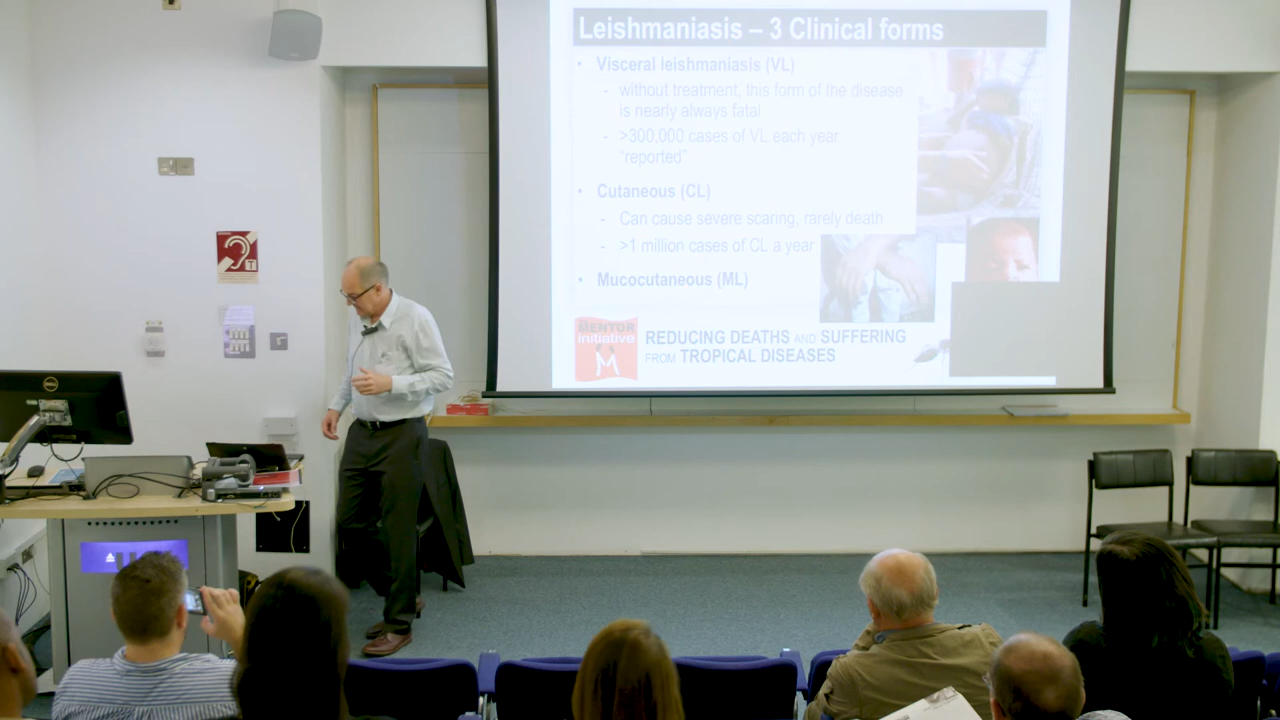 Leishmaniasis – 3 Clinical forms
• Visceral leishmaniasis (VL)
- without treatment, this form of the disease
is nearly always fatal
- >300,000 cases of VL each year
"reported"
• Cutaneous (CL)
- Can cause severe scaring, rarely death
- >1 million cases of CL a year
• Mucocutaneous (ML)
MENTOR
initiative
M
REDUCING DEATHS AND SUFFERING
FROM TROPICAL DISEASES
T
DELL